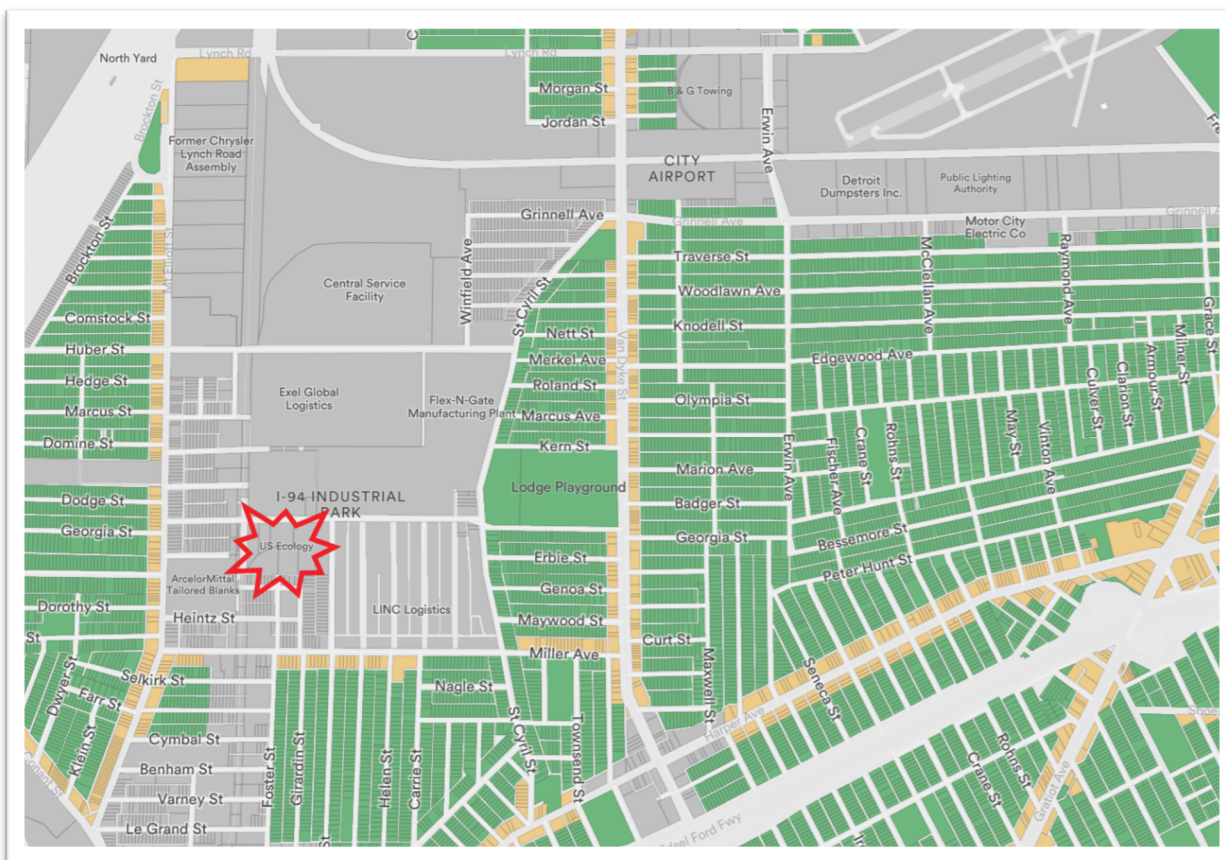 North Yard
Lynch Rd
Lynch Rd
Brockton St
Morgan St
B & G Towing
Jordan St
Erwin Ave
Former Chrysler
Lynch Road
Assembly
CITY
AIRPORT
Detroit
Dumpsters Inc.
Public Lighting
Authority
Grinnell Ave
Grinnell Ave
Motor City
Electric Co
Brockton St
Winfield Ave
Traverse St
McClellan Ave
Raymond Ave
Central Service
Facility
St Cyril St
Woodlawn Ave
Comstock St
Nett St
Knodell St
Grace St
Huber St
Merkel Ave
Van Dyke St
Edgewood Ave
Milner St
Armour St
Hedge St
Exel Global
Logistics
Roland St
Culver St
Clarion St
Flex-N-Gate
Manufacturing Plant
Olympia St
Marcus St
Marcus Ave
May St
Vinton Ave
Domine St
Kern St
Erwin Ave
Fischer Ave
Crane St
Rohns St
Marion Ave
Lodge Playground
Dodge St
I-94 INDUSTRIAL
PARK
Badger St
Georgia St
Georgia St
Bessemore St
US Ecology
Erbie St
Peter Hunt St
ArcelorMittal
Tailored Blanks
Genoa St
Dorothy St
Heintz St
LINC Logistics
Maywood St
St
Miller Ave
Curt St
Dwyer St
Selkirk St
Nagle St
Maxwell St
Seneca St
Farr St
Klein St
Cymbal St
St Cyril St
Townsend St
Harper Ave
Benham St
Foster St
Girardin St
Helen St
Carrie St
Rohns St
Crane St
Varney St
Gratiot Ave
Le Grand St
St
Ford Fwy